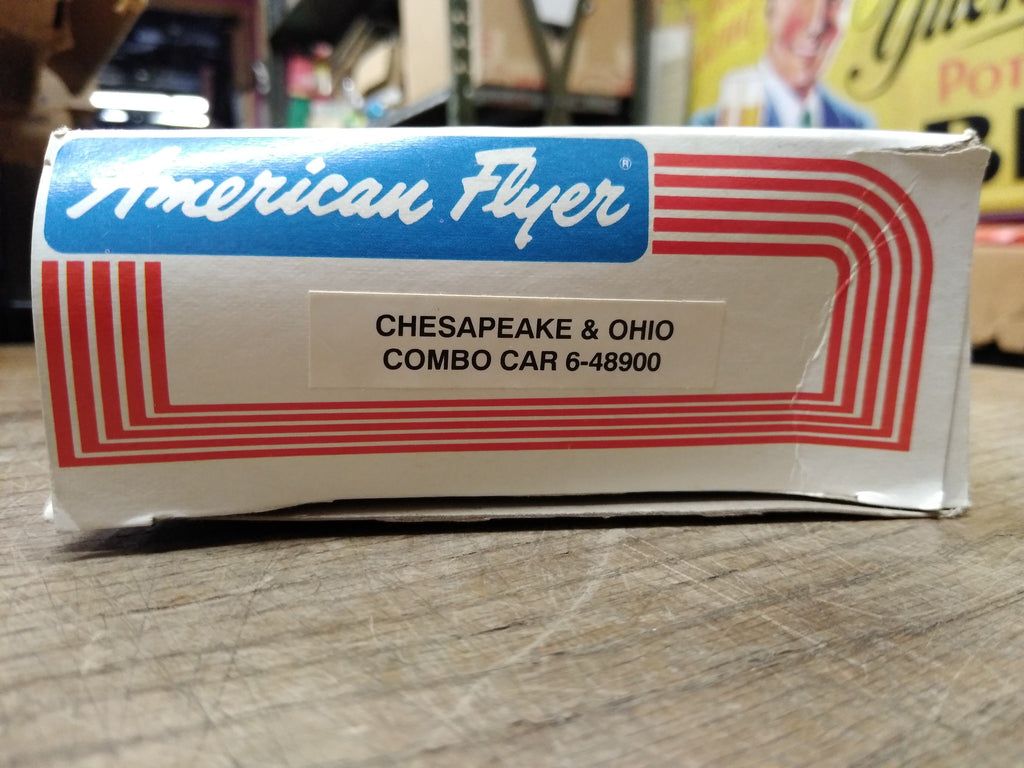 American Flyer ®
CHESAPEAKE & OHIO
COMBO CAR 6-48900